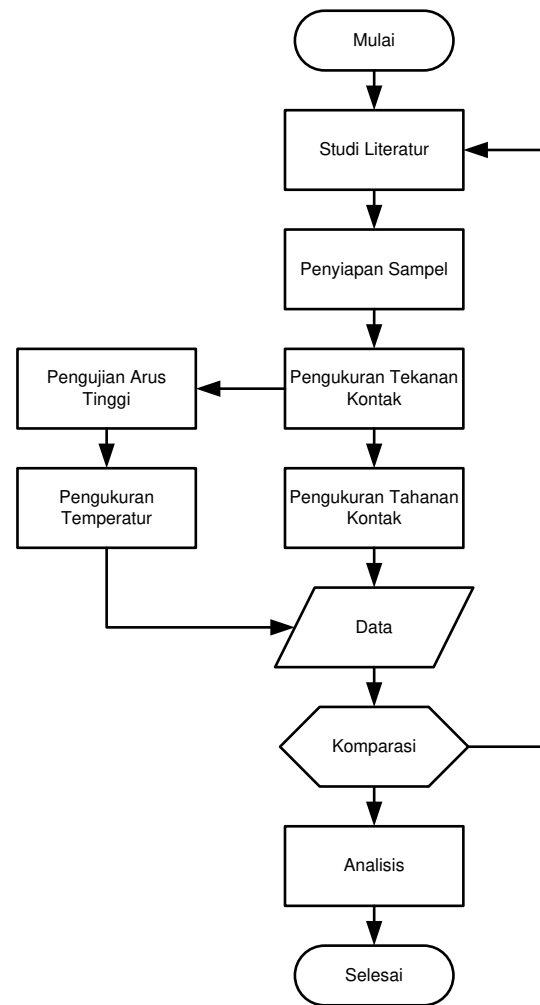 Mulai
Studi Literatur
Penyiapan Sampel
Pengukuran Tekanan
Kontak
Pengujian Arus
Tinggi
Pengukuran
Temperatur
Pengukuran Tahanan
Kontak
Data
Komparasi
Analisis
Selesai